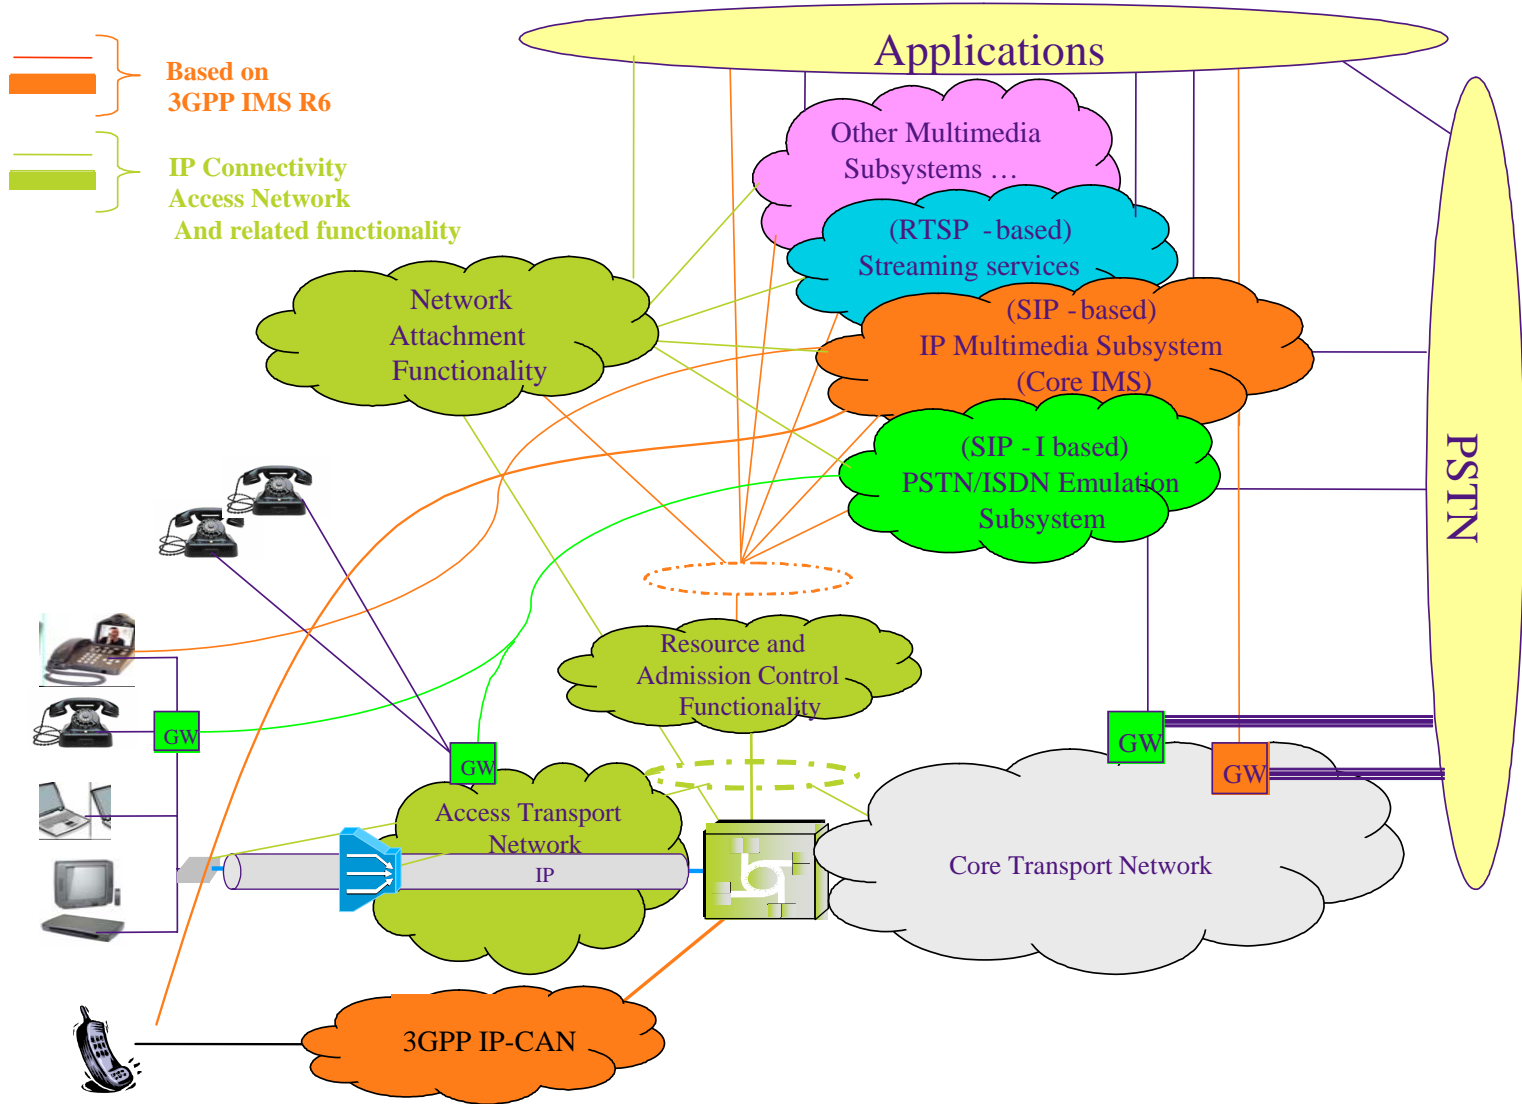 Applications
Based on
3GPP IMS R6
IP Connectivity
Access Network
And related functionality
Other Multimedia
Subsystems …
(RTSP -based)
Streaming services
Network
Attachment
Functionality
(SIP -based)
IP Multimedia Subsystem
(Core IMS)
(SIP -I based)
PSTN/ISDN Emulation
Subsystem
PSTN
Resource and
Admission Control
Functionality
GW
GW
GW
GW
Access Transport
Network
IP
Core Transport Network
3GPP IP-CAN